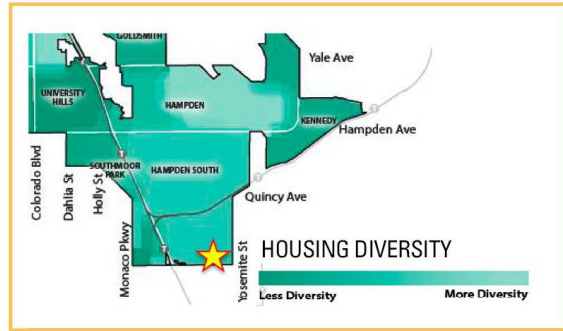 GOLDSMITH
Yale Ave
UNIVERSITY
HILLS
HAMPDEN
KENNEDY
Hampden Ave
Colorado Blvd
Dahlia St
Holly St
SOUTHMOOR
PARK
HAMPDEN SOUTH
Quincy Ave
Monaco Pkwy
Yosemite St
HOUSING DIVERSITY
Less Diversity
More Diversity